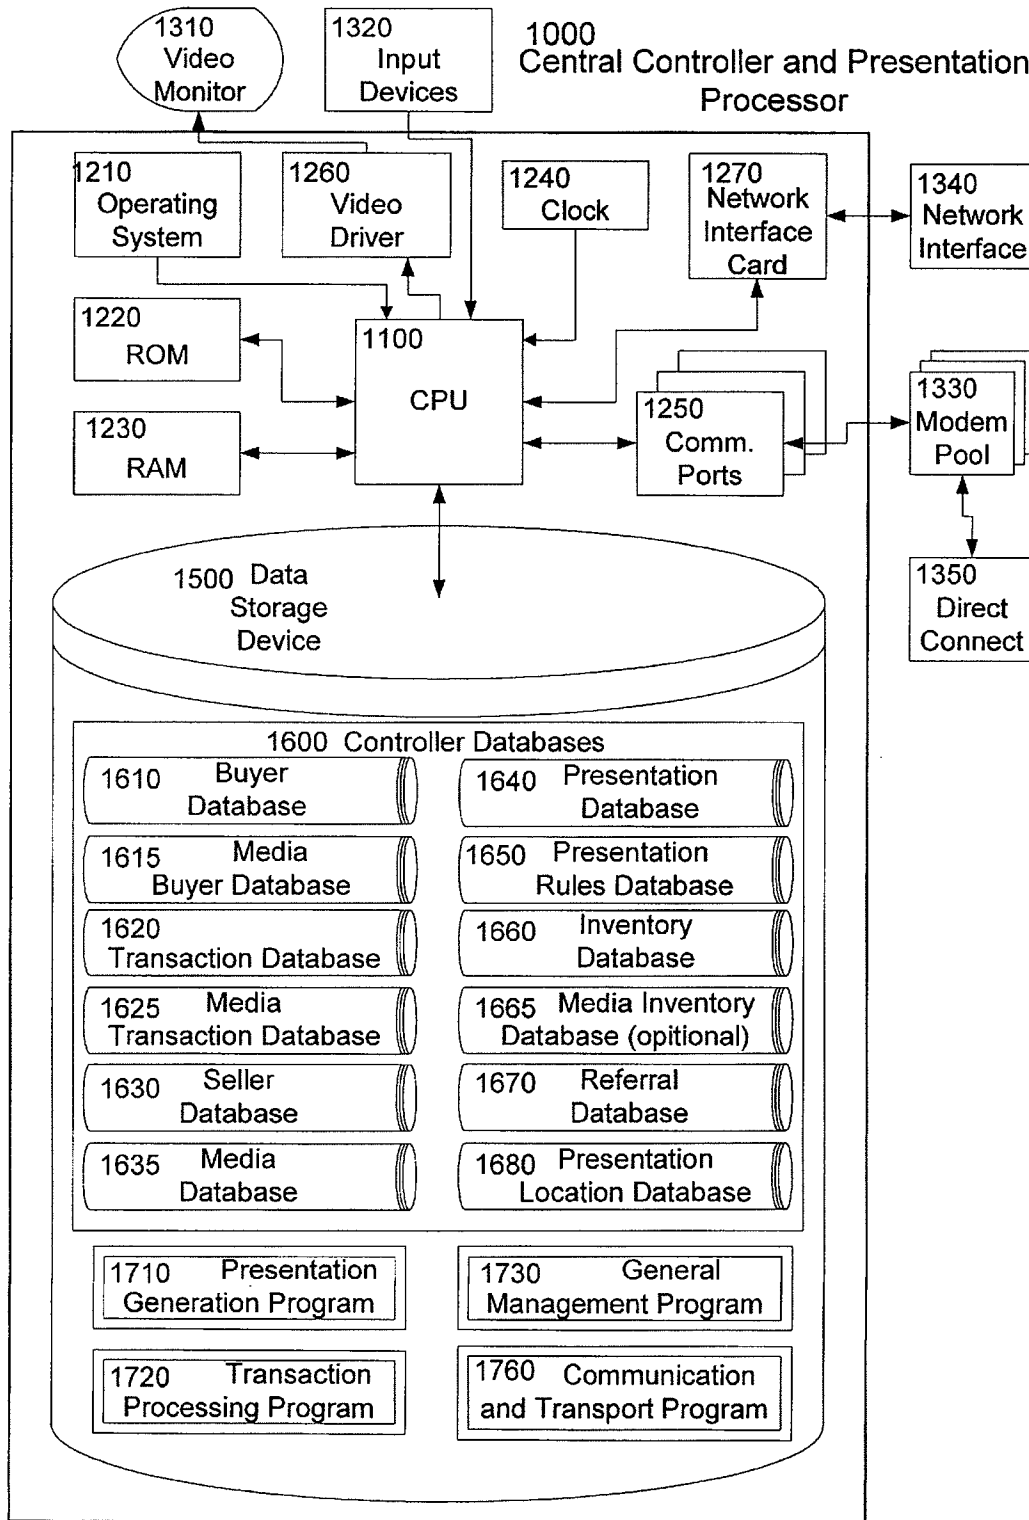 1310
Video
Monitor
1320
Input
Devices
1000
Central Controller and Presentation
Processor
1210
Operating
System
1260
Video
Driver
1240
Clock
1270
Network
Interface
Card
1340
Network
Interface
1220
ROM
1100
CPU
1230
RAM
1250
Comm.
Ports
1330
Modem
Pool
1350
Direct
Connect
1500 Data
Storage
Device
1600 Controller Databases
1610 Buyer
Database
1640 Presentation
Database
1615 Media
Buyer Database
1650 Presentation
Rules Database
1620
Transaction Database
1660 Inventory
Database
1625 Media
Transaction Database
1665 Media Inventory
Database (opitional)
1630 Seller
Database
1670 Referral
Database
1635 Media
Database
1680 Presentation
Location Database
1710 Presentation
Generation Program
1730 General
Management Program
1720 Transaction
Processing Program
1760 Communication
and Transport Program